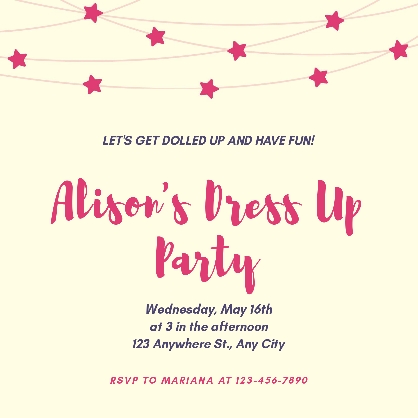 LET'S GET DOLLED UP AND HAVE FUN!
Alison's Dress Up
Party
Wednesday, May 16th
at 3 in the afternoon
123 Anywhere St., Any City
RSVP TO MARIANA AT 123-456-7890